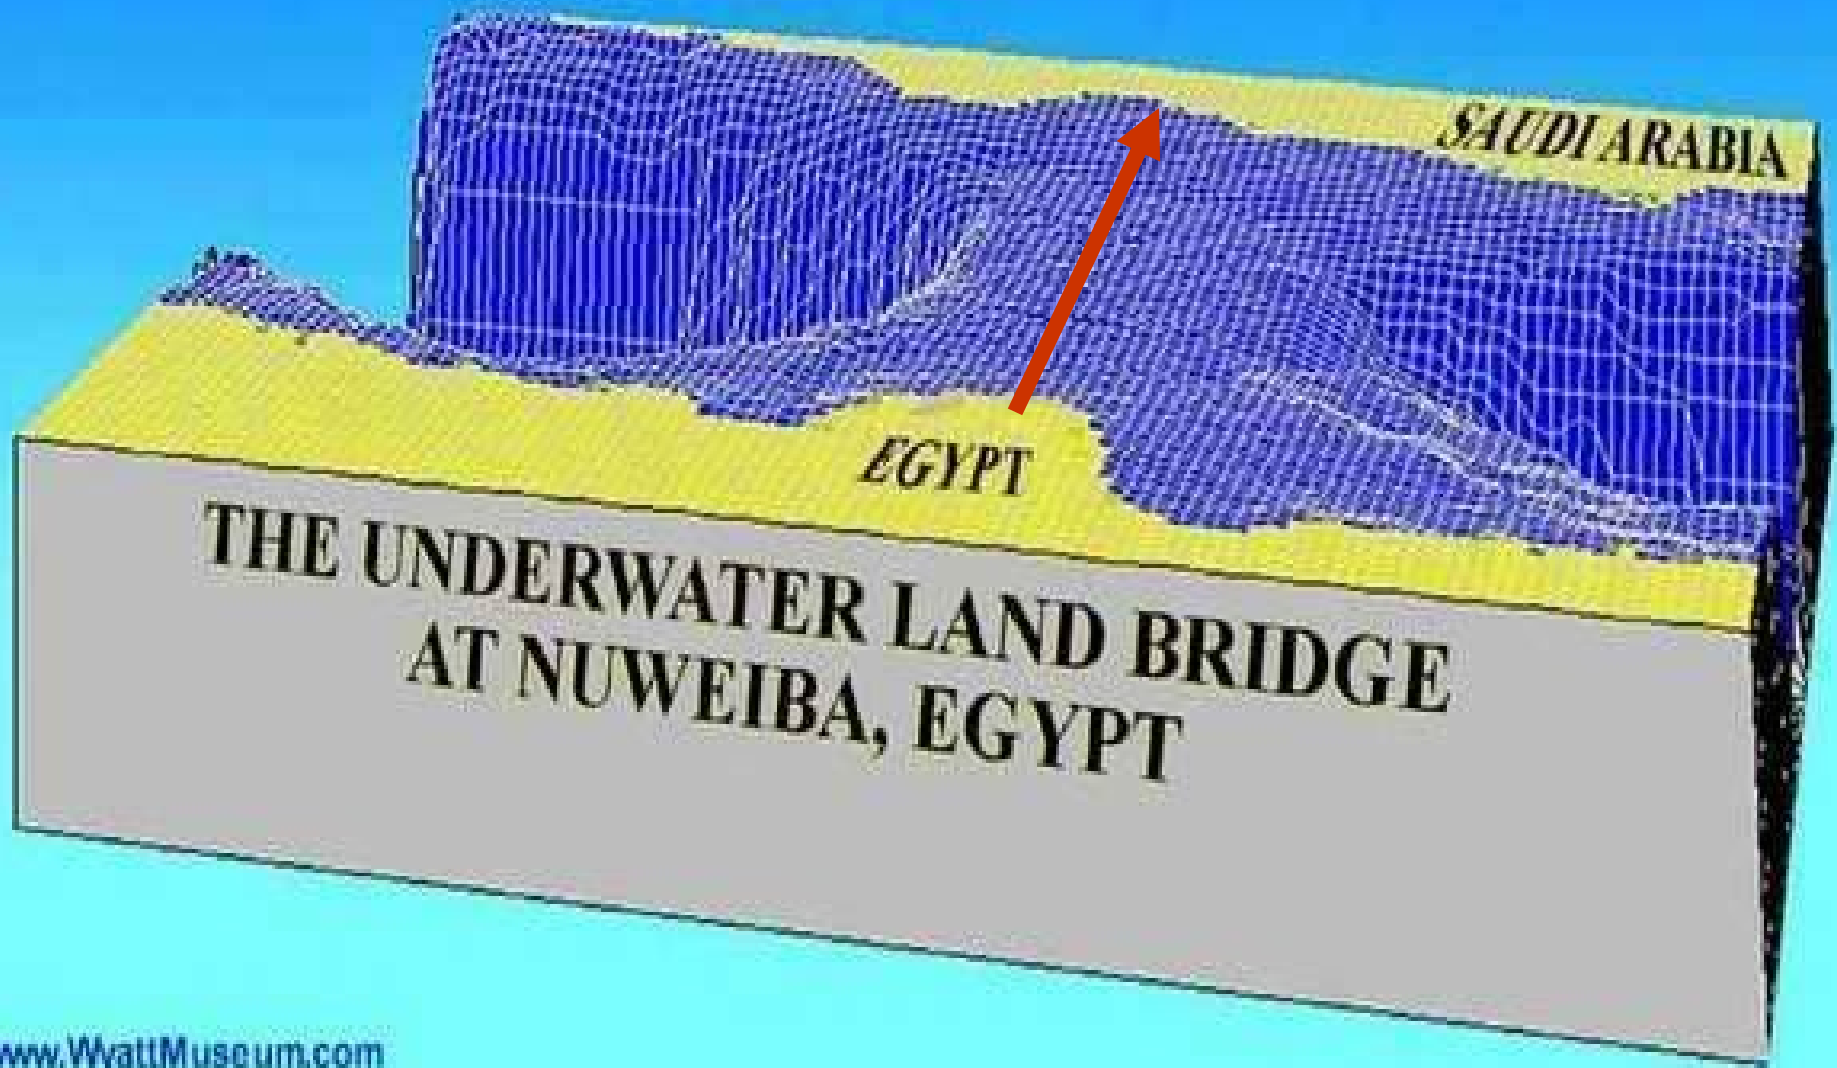 SAUDI ARABIA
EGYPT
THE UNDERWATER LAND BRIDGE
AT NUWEIBA, EGYPT
www.WyattMuseum.com